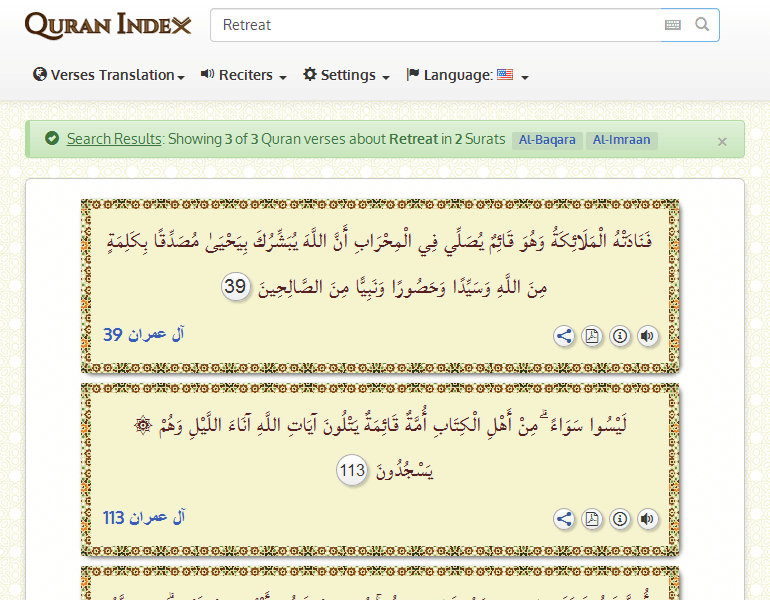 QURAN INDEX
Retreat
Verses Translation
Reciters
Settings
Language:
Search Results: Showing 3 of 3 Quran verses about Retreat in 2 Surats Al-Baqara Al-Imraan ×
فَنَادَتْهُ الْمَلَائِكَةُ وَهُوَ قَائِمٌ يُصَلِّي فِي الْمِحْرَابِ أَنَّ اللَّهَ يُبَشِّرُكَ بِيَحْيَىٰ مُصَدِّقًا بِكَلِمَةٍ
مِنَ اللَّهِ وَسَيِّدًا وَحَصُورًا وَنَبِيًّا مِنَ الصَّالِحِينَ 39
آل عمران 39
۞ لَيْسُوا سَوَاءً ۗ مِنْ أَهْلِ الْكِتَابِ أُمَّةٌ قَائِمَةٌ يَتْلُونَ آيَاتِ اللَّهِ آنَاءَ اللَّيْلِ وَهُمْ
يَسْجُدُونَ 113
آل عمران 113